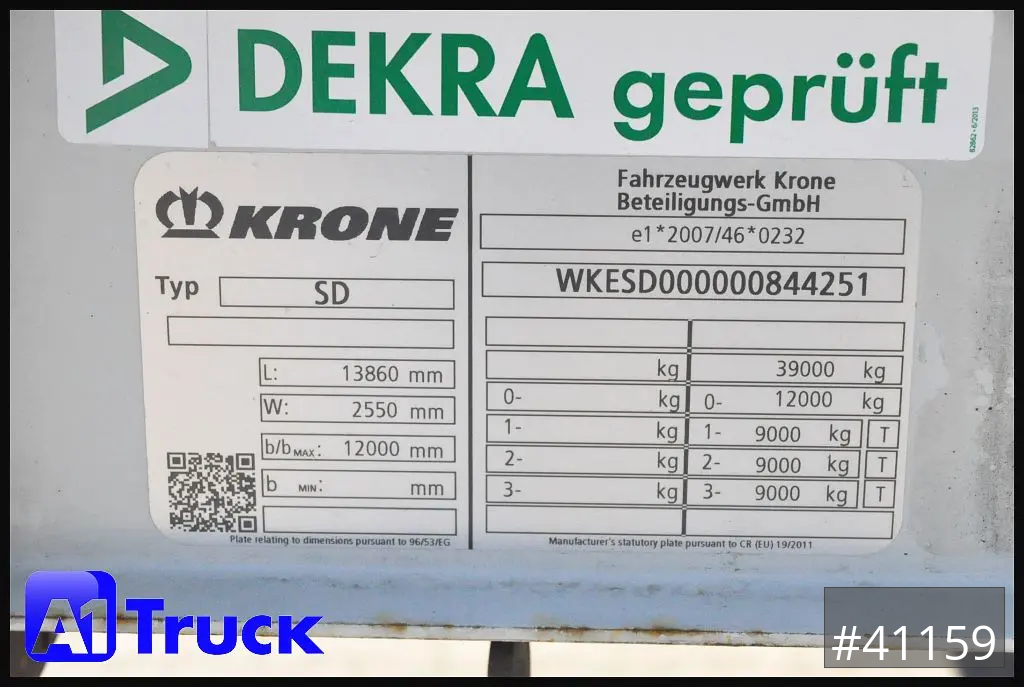 DEKRA geprüft
82862 • 6/2013
KRONE
Typ SD
L: 13860 mm
W: 2550 mm
b/b MAX: 12000 mm
b MIN: mm
Plate relating to dimensions pursuant to 96/53/EG
Fahrzeugwerk Krone
Beteiligungs-GmbH
e1*2007/46*0232
WKESD000000844251
kg 39000 kg
0- kg 0- 12000 kg
1- kg 1- 9000 kg T
2- kg 2- 9000 kg T
3- kg 3- 9000 kg T
Manufacturer's statutory plate pursuant to CR (EU) 19/2011
A1 Truck
#41159